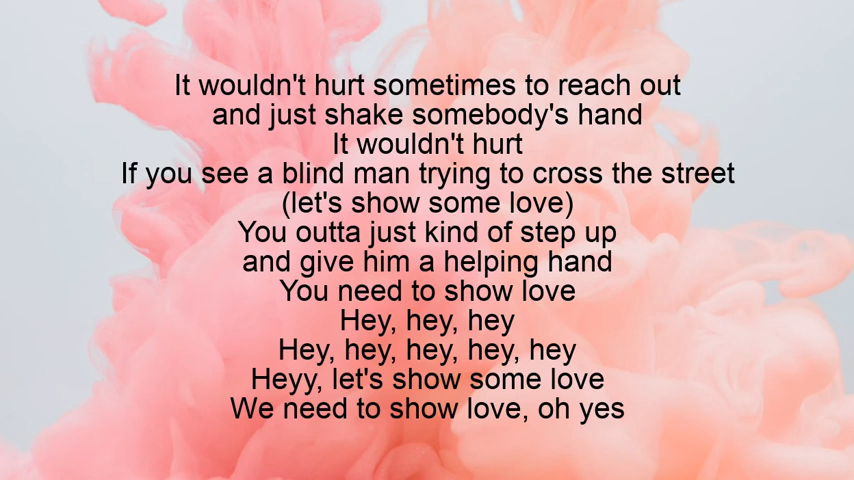 It wouldn't hurt sometimes to reach out
and just shake somebody's hand
It wouldn't hurt
If you see a blind man trying to cross the street
(let's show some love)
You outta just kind of step up
and give him a helping hand
You need to show love
Hey, hey, hey
Hey, hey, hey, hey, hey
Heyy, let's show some love
We need to show love, oh yes